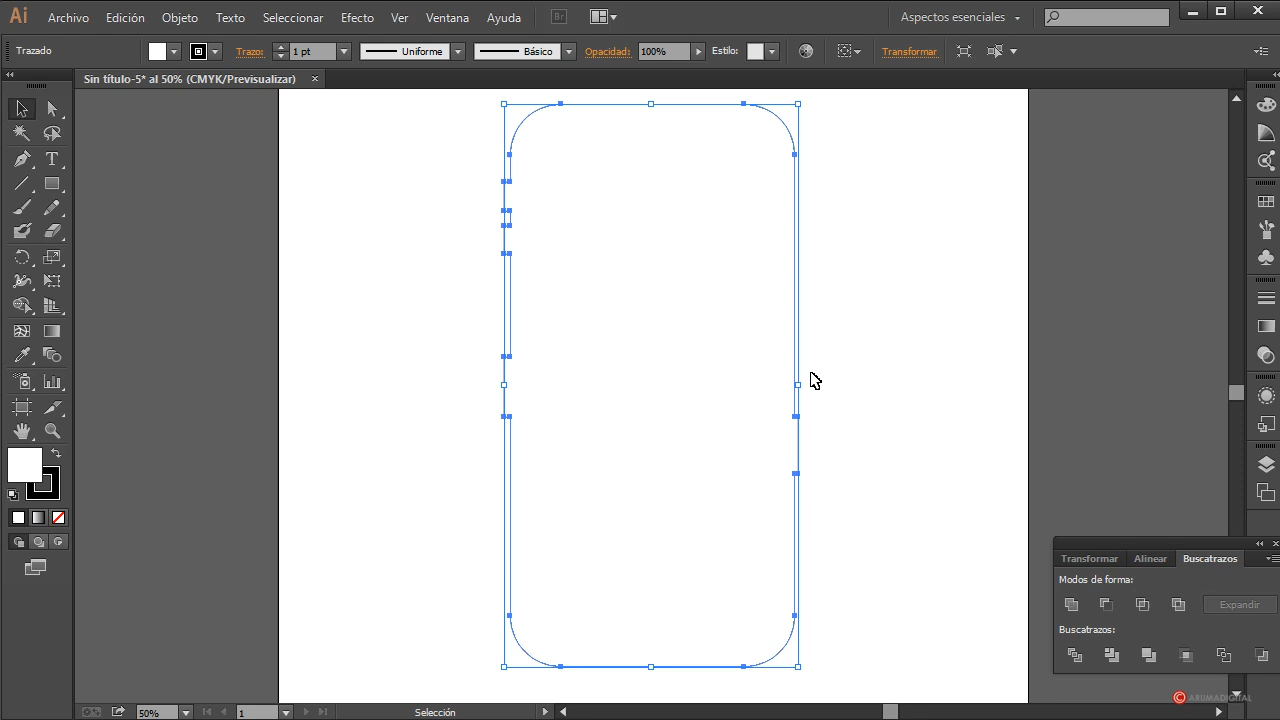 Ai Archivo Edición Objeto Texto Seleccionar Efecto Ver Ventana Ayuda Br Aspectos esenciales
Trazado Trazo: 1 pt Uniforme Básico Opacidad: 100% Estilo: Transformar
Sin título-5* al 50% (CMYK/Previsualizar) ×
Transformar Alinear Buscatrazos
Modos de forma:
Expandir
Buscatrazos:
© ARUMADIGITAL
50% 1 Selección